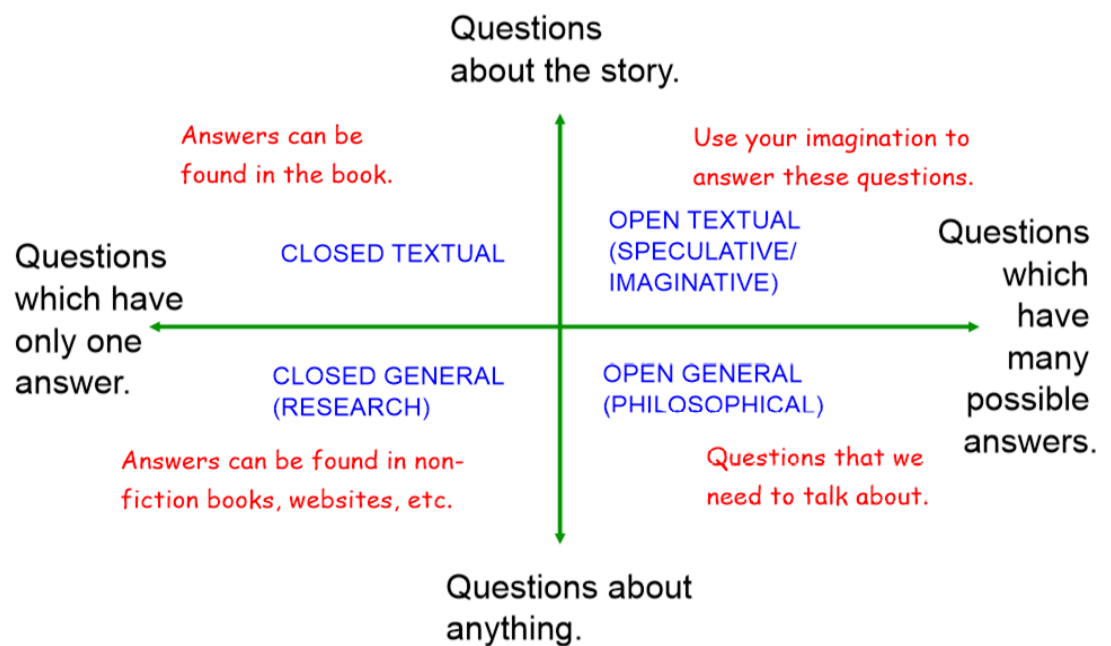 Questions
about the story.
Answers can be
found in the book.
Use your imagination to
answer these questions.
Questions
which have
only one
answer.
CLOSED TEXTUAL
OPEN TEXTUAL
(SPECULATIVE/
IMAGINATIVE)
Questions
which
have
many
possible
answers.
CLOSED GENERAL
(RESEARCH)
OPEN GENERAL
(PHILOSOPHICAL)
Answers can be found in non-
fiction books, websites, etc.
Questions that we
need to talk about.
Questions about
anything.